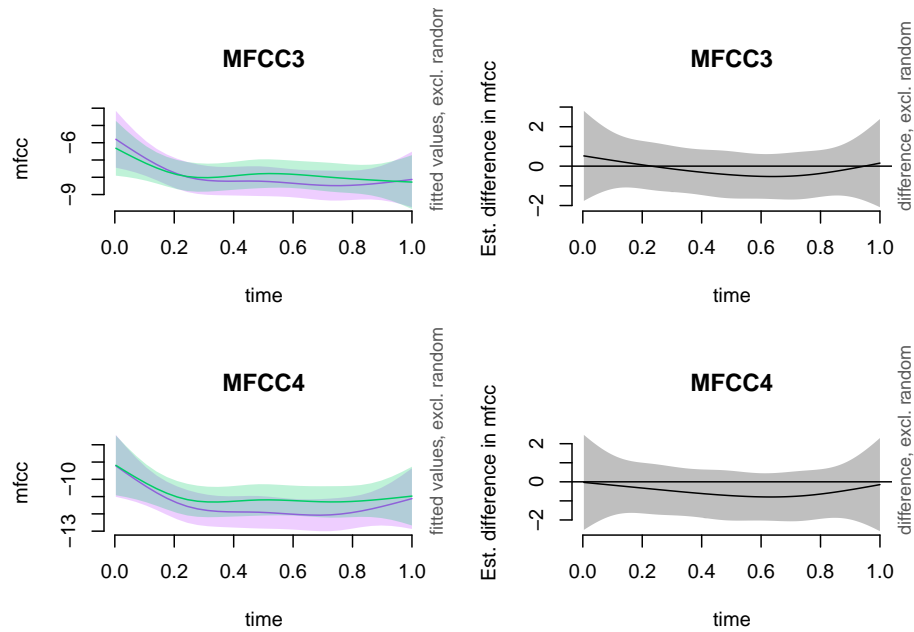 MFCC3
mfcc
−6
−9
0.0 0.2 0.4 0.6 0.8 1.0
time
fitted values, excl. random
MFCC3
Est. difference in mfcc
2
0
−2
0.0 0.2 0.4 0.6 0.8 1.0
time
difference, excl. random
MFCC4
mfcc
−10
−13
0.0 0.2 0.4 0.6 0.8 1.0
time
fitted values, excl. random
MFCC4
Est. difference in mfcc
2
0
−2
0.0 0.2 0.4 0.6 0.8 1.0
time
difference, excl. random